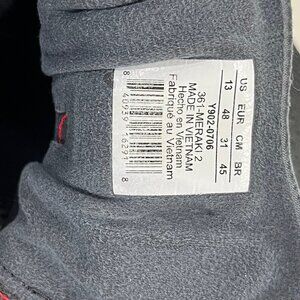 US EUR CM BR
13 48 31 45
Y902-0706
361-MERAKI 2
MADE IN VIETNAM
Hecho en Vietnam
Fabriqué au Vietnam